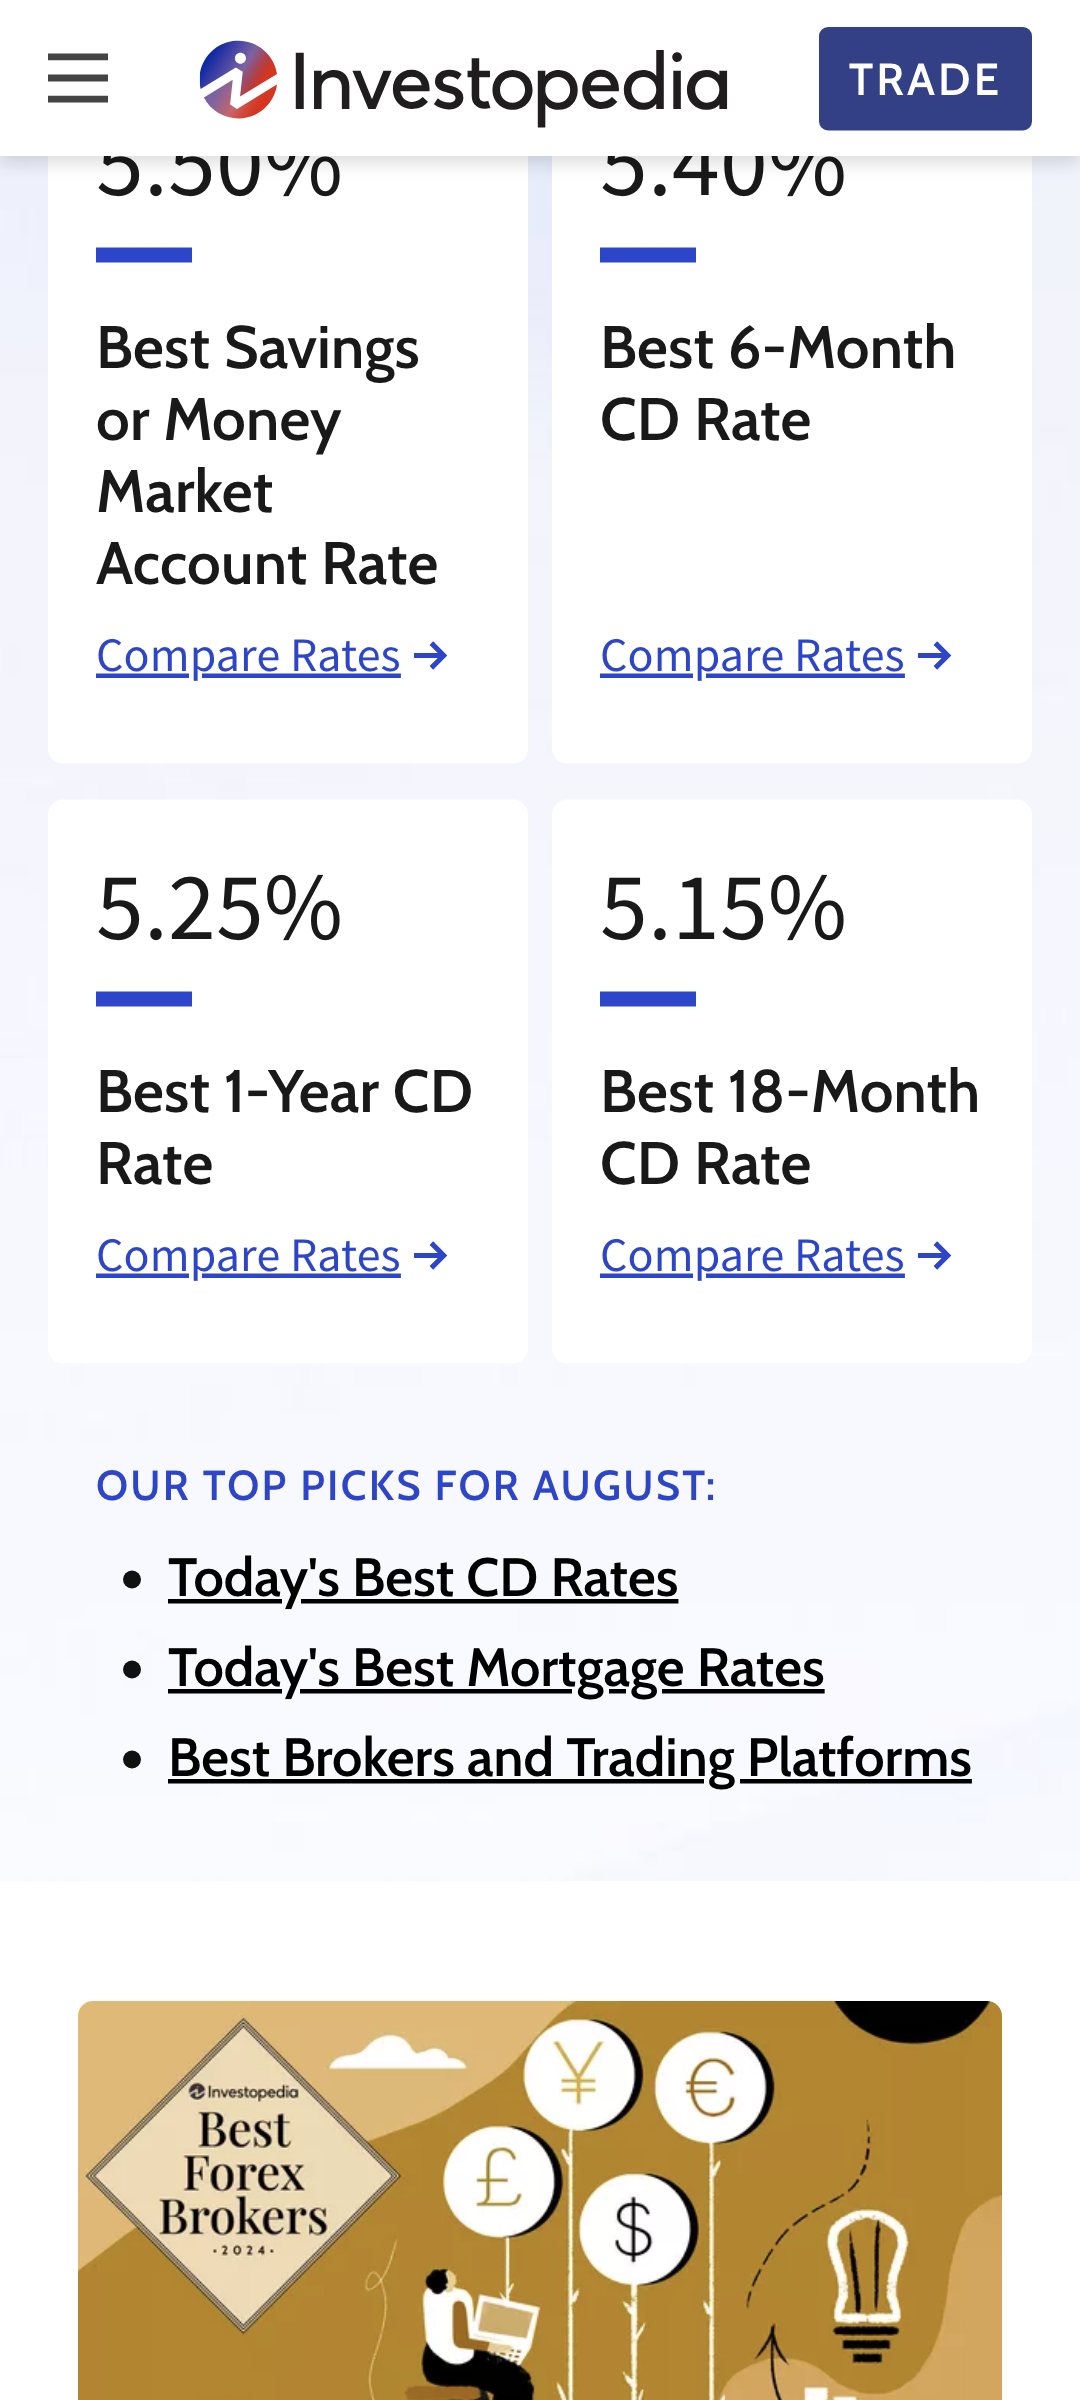 Investopedia
TRADE
5.50%
Best Savings
or Money
Market
Account Rate
Compare Rates →
5.40%
Best 6-Month
CD Rate
Compare Rates →
5.25%
Best 1-Year CD
Rate
Compare Rates →
5.15%
Best 18-Month
CD Rate
Compare Rates →
OUR TOP PICKS FOR AUGUST:
• Today's Best CD Rates
• Today's Best Mortgage Rates
• Best Brokers and Trading Platforms
Investopedia
Best
Forex
Brokers
·2024·
¥
€
£
$